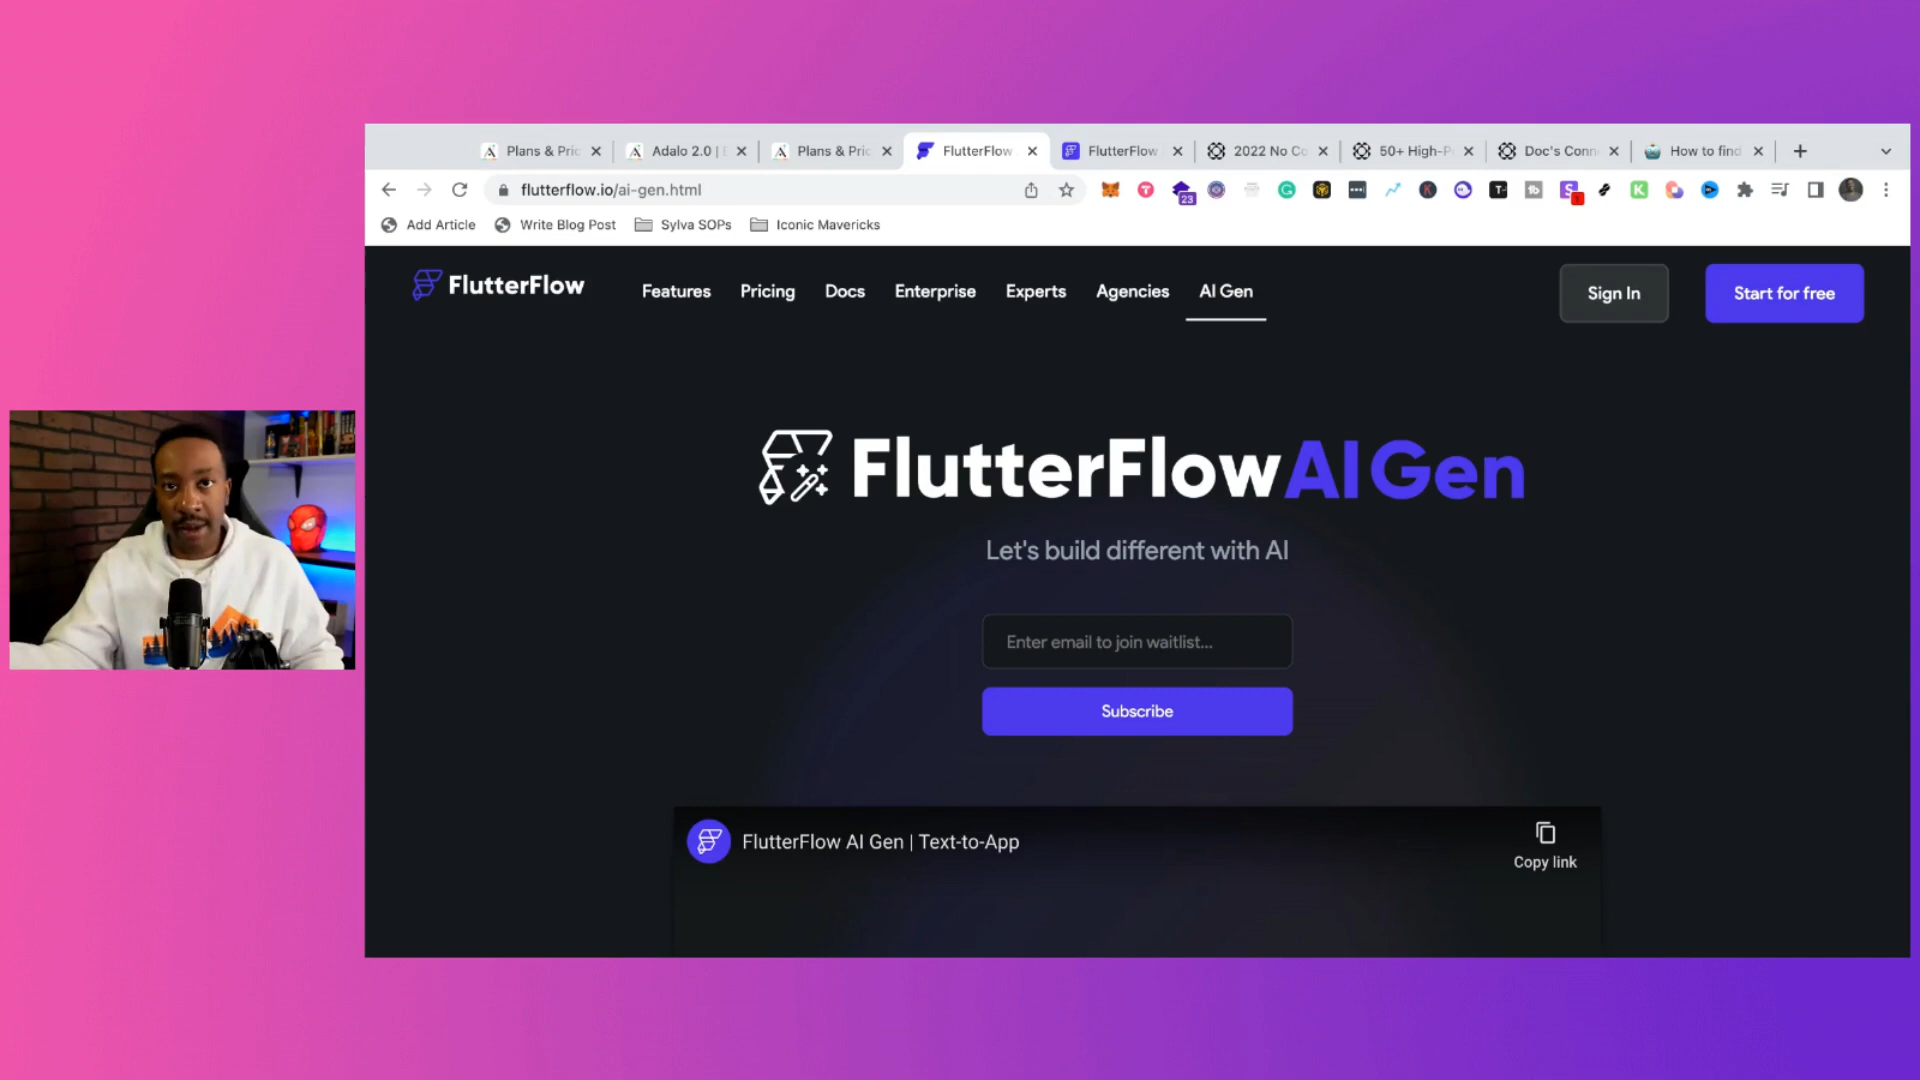 Plans & Pric
Adalo 2.0 |
Plans & Pric
FlutterFlow
FlutterFlow
2022 No Co
50+ High-P
Doc's Conn
How to find
flutterflow.io/ai-gen.html
23
Add Article
Write Blog Post
Sylva SOPs
Iconic Mavericks
FlutterFlow
Features
Pricing
Docs
Enterprise
Experts
Agencies
AI Gen
Sign In
Start for free
FlutterFlow AI Gen
Let's build different with AI
Enter email to join waitlist...
Subscribe
FlutterFlow AI Gen | Text-to-App
Copy link